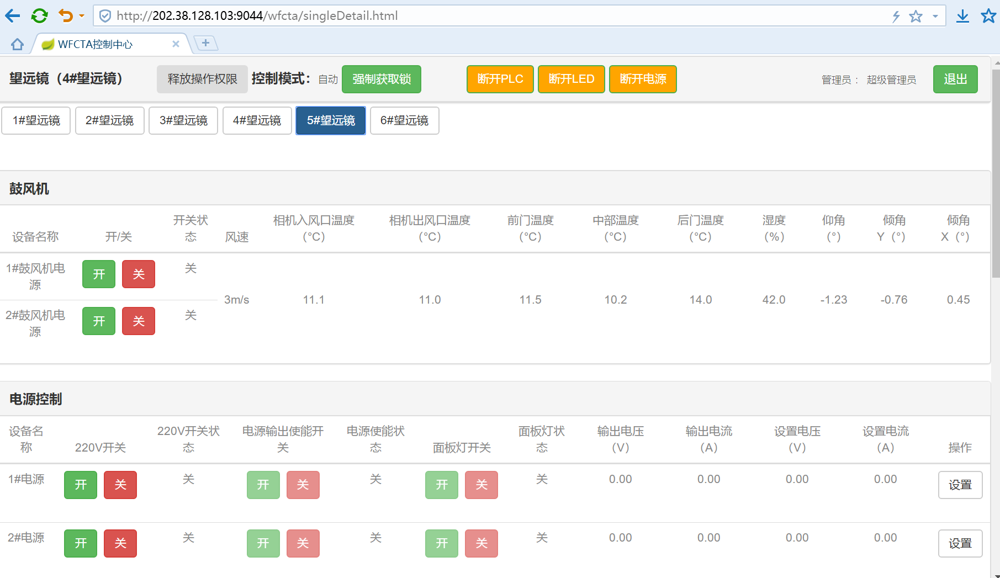 http://202.38.128.103:9044/wfcta/singleDetail.html
WFCTA控制中心
望远镜（4#望远镜） 释放操作权限 控制模式： 自动 强制获取锁 断开PLC 断开LED 断开电源 管理员： 超级管理员 退出
1#望远镜 2#望远镜 3#望远镜 4#望远镜 5#望远镜 6#望远镜
鼓风机
设备名称 开/关 开关状态 风速 相机入风口温度（°C） 相机出风口温度（°C） 前门温度（°C） 中部温度（°C） 后门温度（°C） 湿度（%） 仰角（°） 倾角Y（°） 倾角X（°）
1#鼓风机电源 开 关 关
3m/s 11.1 11.0 11.5 10.2 14.0 42.0 -1.23 -0.76 0.45
2#鼓风机电源 开 关 关
电源控制
设备名称 220V开关 220V开关状态 电源输出使能开关 电源使能状态 面板灯开关 面板灯状态 输出电压（V） 输出电流（A） 设置电压（V） 设置电流（A） 操作
1#电源 开 关 关 开 关 关 开 关 关 0.00 0.00 0.00 0.00 设置
2#电源 开 关 关 开 关 关 开 关 关 0.00 0.00 0.00 0.00 设置